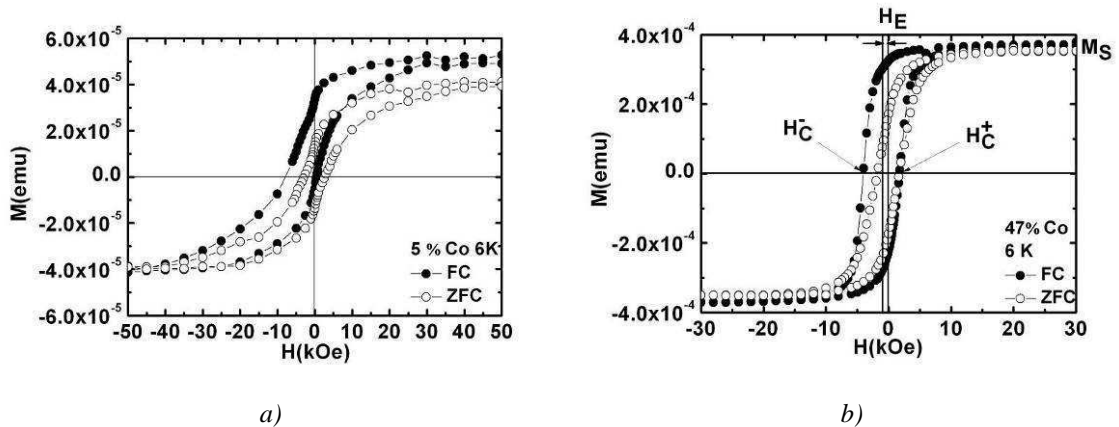 6.0x10⁻⁵
4.0x10⁻⁵
2.0x10⁻⁵
0.0
-2.0x10⁻⁵
-4.0x10⁻⁵
-6.0x10⁻⁵
M(emu)
5 % Co 6K
FC
ZFC
-50 -40 -30 -20 -10 0 10 20 30 40 50
H(kOe)
a)
H_E
4.0x10⁻⁴
2.0x10⁻⁴
0.0
-2.0x10⁻⁴
-4.0x10⁻⁴
M(emu)
M_S
H_C⁻
H_C⁺
47% Co
6 K
FC
ZFC
-30 -20 -10 0 10 20 30
H(kOe)
b)